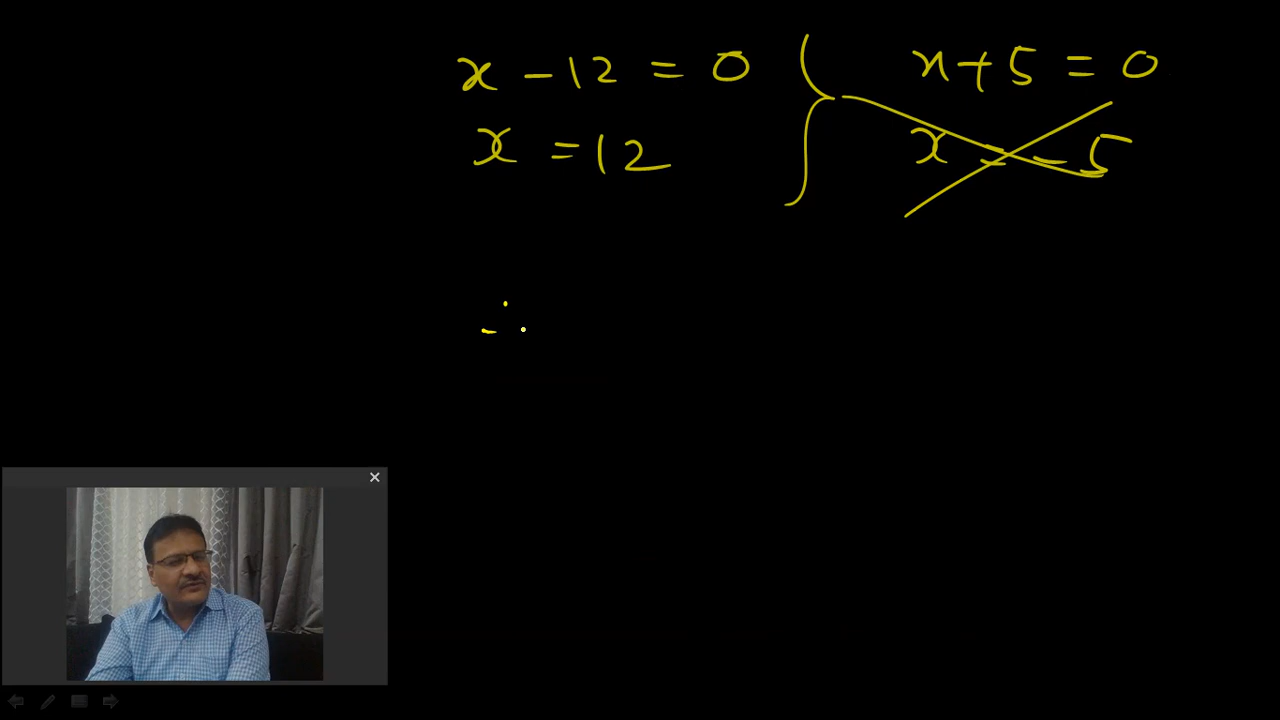 x - 12 = 0
x = 12
x + 5 = 0
x = -5
∴